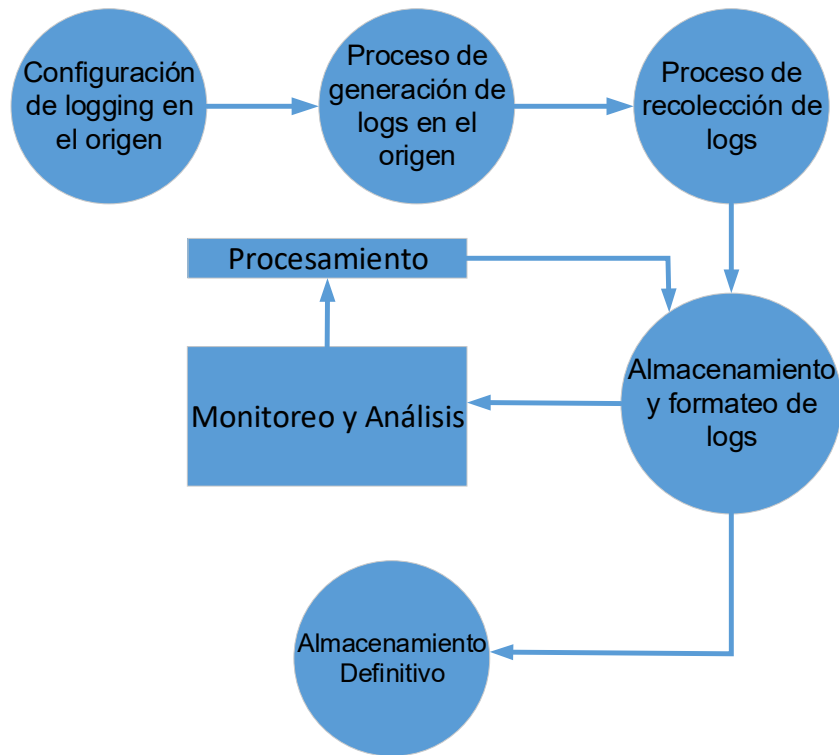 Configuración
de logging en
el origen
Proceso de
generación de
logs en el
origen
Proceso de
recolección de
logs
Procesamiento
Monitoreo y Análisis
Almacenamiento
y formateo de
logs
Almacenamiento
Definitivo